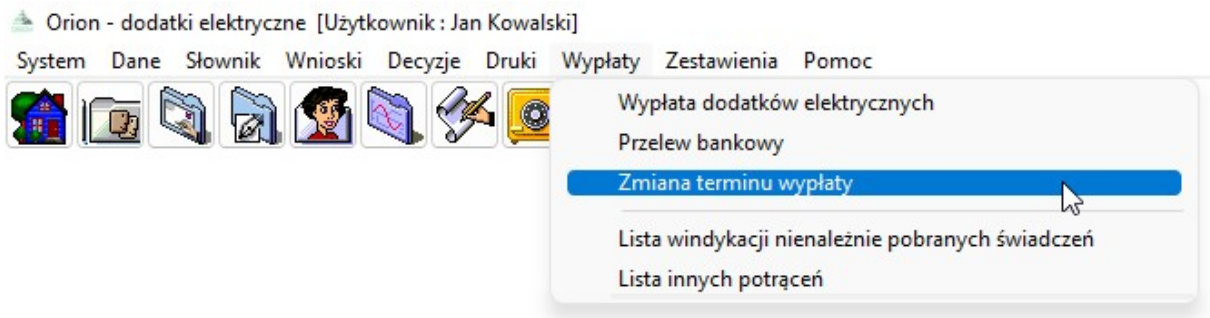 Orion - dodatki elektryczne [Użytkownik : Jan Kowalski]
System Dane Słownik Wnioski Decyzje Druki Wypłaty Zestawienia Pomoc
Wypłata dodatków elektrycznych
Przelew bankowy
Zmiana terminu wypłaty
Lista windykacji nienależnie pobranych świadczeń
Lista innych potrąceń